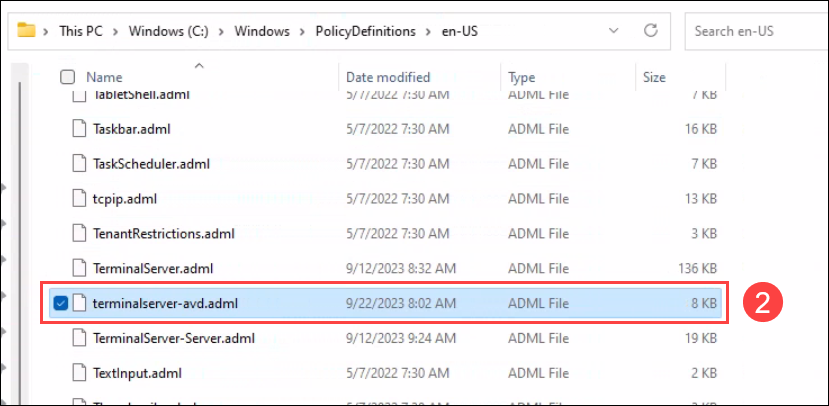 This PC > Windows (C:) > Windows > PolicyDefinitions > en-US Search en-US
Name Date modified Type Size
TabletShell.adml 5/7/2022 7:30 AM ADML File 7 KB
Taskbar.adml 5/7/2022 7:30 AM ADML File 16 KB
TaskScheduler.adml 5/7/2022 7:30 AM ADML File 7 KB
tcpip.adml 5/7/2022 7:30 AM ADML File 13 KB
TenantRestrictions.adml 5/7/2022 7:30 AM ADML File 3 KB
TerminalServer.adml 9/12/2023 8:32 AM ADML File 136 KB
terminalserver-avd.adml 9/22/2023 8:02 AM ADML File 8 KB 2
TerminalServer-Server.adml 9/12/2023 9:24 AM ADML File 19 KB
TextInput.adml 5/7/2022 7:30 AM ADML File 2 KB